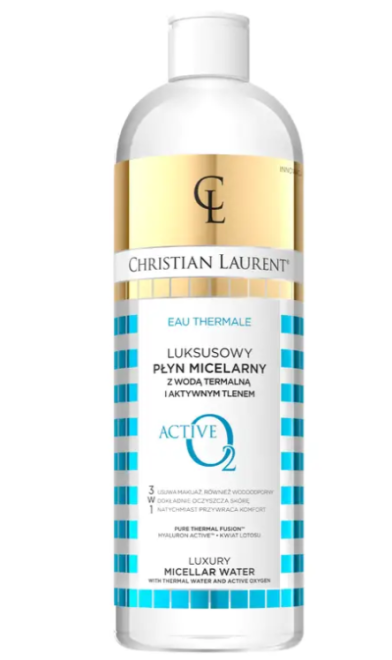 CL
CHRISTIAN LAURENT®
EAU THERMALE
LUKSUSOWY
PŁYN MICELARNY
Z WODĄ TERMALNĄ
I AKTYWNYM TLENEM
ACTIVE O2
3 USUWA MAKIJAŻ, RÓWNIEŻ WODOODPORNY
W DOKŁADNIE OCZYSZCZA SKÓRĘ
1 NATYCHMIAST PRZYWRACA KOMFORT
PURE THERMAL FUSION™
HYALURON ACTIVE™ + KWIAT LOTOSU
LUXURY
MICELLAR WATER
WITH THERMAL WATER AND ACTIVE OXYGEN